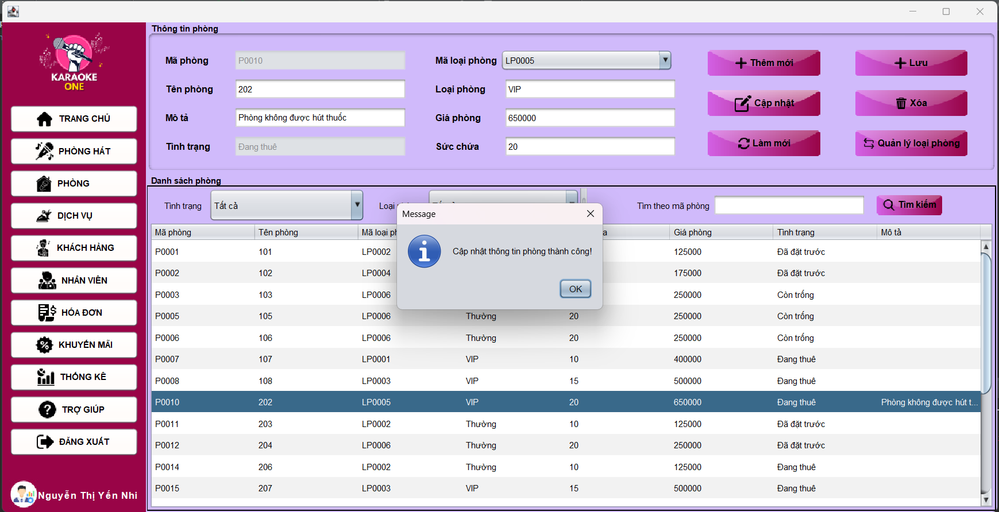 KARAOKE
ONE
TRANG CHỦ
PHÒNG HÁT
PHÒNG
DỊCH VỤ
KHÁCH HÀNG
NHÂN VIÊN
HÓA ĐƠN
KHUYẾN MÃI
THỐNG KÊ
TRỢ GIÚP
ĐĂNG XUẤT
Nguyễn Thị Yến Nhi
Thông tin phòng
Mã phòng P0010 Mã loại phòng LP0005 Thêm mới Lưu
Tên phòng 202 Loại phòng VIP
Cập nhật Xóa
Mô tả Phòng không được hút thuốc Giá phòng 650000
Tình trạng Đang thuê Sức chứa 20 Làm mới Quản lý loại phòng
Danh sách phòng
Tình trạng Tất cả Loại Tìm theo mã phòng Tìm kiếm
Message
Cập nhật thông tin phòng thành công!
OK
Mã phòng Tên phòng Mã loại Giá phòng Tình trạng Mô tả
P0001 101 LP0002 125000 Đã đặt trước
P0002 102 LP0004 175000 Đã đặt trước
P0003 103 LP0006 250000 Còn trống
P0005 105 LP0006 Thường 20 250000 Còn trống
P0006 106 LP0006 Thường 20 250000 Còn trống
P0007 107 LP0001 VIP 10 400000 Đang thuê
P0008 108 LP0003 VIP 15 500000 Đang thuê
P0010 202 LP0005 VIP 20 650000 Đang thuê Phòng không được hút t...
P0011 203 LP0002 Thường 10 125000 Đã đặt trước
P0012 204 LP0006 Thường 20 250000 Đã đặt trước
P0014 206 LP0002 Thường 10 125000 Đang thuê
P0015 207 LP0003 VIP 15 500000 Đang thuê